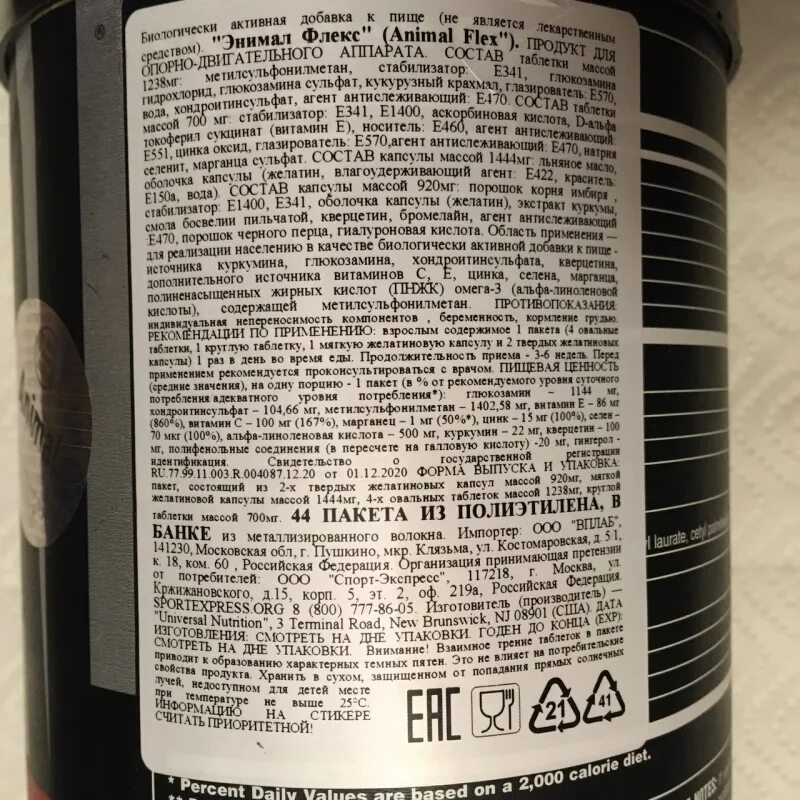 Биологически активная добавка к пище (не является лекарственным
средством). "Энимал Флекс" (Animal Flex"). ПРОДУКТ ДЛЯ
ОПОРНО-ДВИГАТЕЛЬНОГО АППАРАТА. СОСТАВ таблетки массой
1238мг: метилсульфонилметан, стабилизатор: E341, глюкозамина
гидрохлорид, глюкозамина сульфат, кукурузный крахмал, глазирователь: E570,
вода, хондроитинсульфат, агент антислеживающий: E470. СОСТАВ таблетки
массой 700 мг: стабилизатор: E341, E1400, аскорбиновая кислота, D-альфа
токоферил сукцинат (витамин E), носитель: E460, агент антислеживающий
E551, цинка оксид, глазирователь: E570,агент антислеживающий: E470, натрия
селенит, марганца сульфат. СОСТАВ капсулы массой 1444мг: льняное масло,
оболочка капсулы (желатин, влагоудерживающий агент: E422, краситель:
E150a, вода). СОСТАВ капсулы массой 920мг: порошок корня имбиря ,
стабилизатор: E1400, E341, оболочка капсулы (желатин), экстракт куркумы,
смола босвелии пильчатой, кверцетин, бромелайн, агент антислеживающий
E470, порошок черного перца, гиалуроновая кислота. Область применения —
для реализации населению в качестве биологически активной добавки к пище -
источника куркумина, глюкозамина, хондроитинсульфата, кверцетина,
дополнительного источника витаминов C, E, цинка, селена, марганца,
полиненасыщенных жирных кислот (ПНЖК) омега-3 (альфа-линоленовой
кислоты), содержащей метилсульфонилметан. ПРОТИВОПОКАЗАНИЯ:
индивидуальная непереносимость компонентов , беременность, кормление грудью.
РЕКОМЕНДАЦИИ ПО ПРИМЕНЕНИЮ: взрослым содержимое 1 пакета (4 овальные
таблетки, 1 круглую таблетку, 1 мягкую желатиновую капсулу и 2 твердых желатиновых
капсулы) 1 раз в день во время еды. Продолжительность приема - 3-6 недель. Перед
применением рекомендуется проконсультироваться с врачом. ПИЩЕВАЯ ЦЕННОСТЬ
(средние значения), на одну порцию - 1 пакет (в % от рекомендуемого уровня суточного
потребления адекватного уровня потребления*): глюкозамин – 1144 мг,
хондроитинсульфат – 104,66 мг, метилсульфонилметан – 1402,58 мг, витамин E – 86 мг
(860%), витамин C – 100 мг (167%), марганец – 1 мг (50%*), цинк – 15 мг (100%), селен –
70 мкг (100%), альфа-линоленовая кислота – 500 мг, куркумин – 22 мг, кверцетин – 100
мг, полифенольные соединения (в пересчете на галловую кислоту) -20 мг, гингерол -
идентификация. Свидетельство о государственной регистрации
RU.77.99.11.003.R.004087.12.20 от 01.12.2020 ФОРМА ВЫПУСКА И УПАКОВКА:
пакет, состоящий из 2-х твердых желатиновых капсул массой 920мг, мягкой
желатиновой капсулы массой 1444мг, 4-х овальных таблеток массой 1238мг, круглой
таблетки массой 700мг. 44 ПАКЕТА ИЗ ПОЛИЭТИЛЕНА, В
БАНКЕ из металлизированного волокна. Импортер: ООО "ВПЛАБ",
141230, Московская обл, г. Пушкино, мкр. Клязьма, ул. Костомаровская, д. 5.1,
к. 18, ком. 60 , Российская Федерация. Организация принимающая претензии
от потребителей: ООО "Спорт-Экспресс", 117218, г. Москва, ул.
Кржижановского, д.15, корп. 5, эт. 2, оф. 219а, Российская Федерация.
SPORTEXPRESS.ORG 8 (800) 777-86-05. Изготовитель (производитель) —
"Universal Nutrition", 3 Terminal Road, New Brunswick, NJ 08901 (США). ДАТА
ИЗГОТОВЛЕНИЯ: СМОТРЕТЬ НА ДНЕ УПАКОВКИ. ГОДЕН ДО КОНЦА (EXP):
СМОТРЕТЬ НА ДНЕ УПАКОВКИ. Внимание! Взаимное трение таблеток в пакете
приводит к образованию характерных темных пятен. Это не влияет на потребительские
свойства продукта. Хранить в сухом, защищенном от попадания прямых солнечных
лучей, недоступном для детей месте
при температуре не выше 25°C.
ИНФОРМАЦИЮ НА СТИКЕРЕ
СЧИТАТЬ ПРИОРИТЕТНОЙ!
EAC
21
41
®
laurate, cetyl
* Percent Daily Values are based on a 2,000 calorie diet.
NOTES: